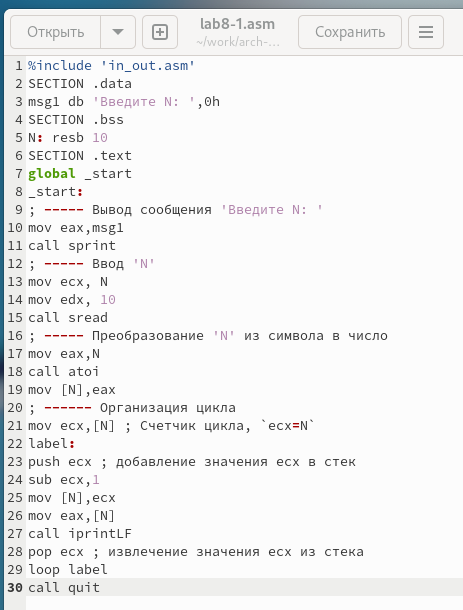 Открыть
lab8-1.asm
~/work/arch-...
Сохранить
1 %include 'in_out.asm'
2 SECTION .data
3 msg1 db 'Введите N: ',0h
4 SECTION .bss
5 N: resb 10
6 SECTION .text
7 global _start
8 _start:
9 ; ----- Вывод сообщения 'Введите N: '
10 mov eax,msg1
11 call sprint
12 ; ----- Ввод 'N'
13 mov ecx, N
14 mov edx, 10
15 call sread
16 ; ----- Преобразование 'N' из символа в число
17 mov eax,N
18 call atoi
19 mov [N],eax
20 ; ------ Организация цикла
21 mov ecx,[N] ; Счетчик цикла, `ecx=N`
22 label:
23 push ecx ; добавление значения ecx в стек
24 sub ecx,1
25 mov [N],ecx
26 mov eax,[N]
27 call iprintLF
28 pop ecx ; извлечение значения ecx из стека
29 loop label
30 call quit